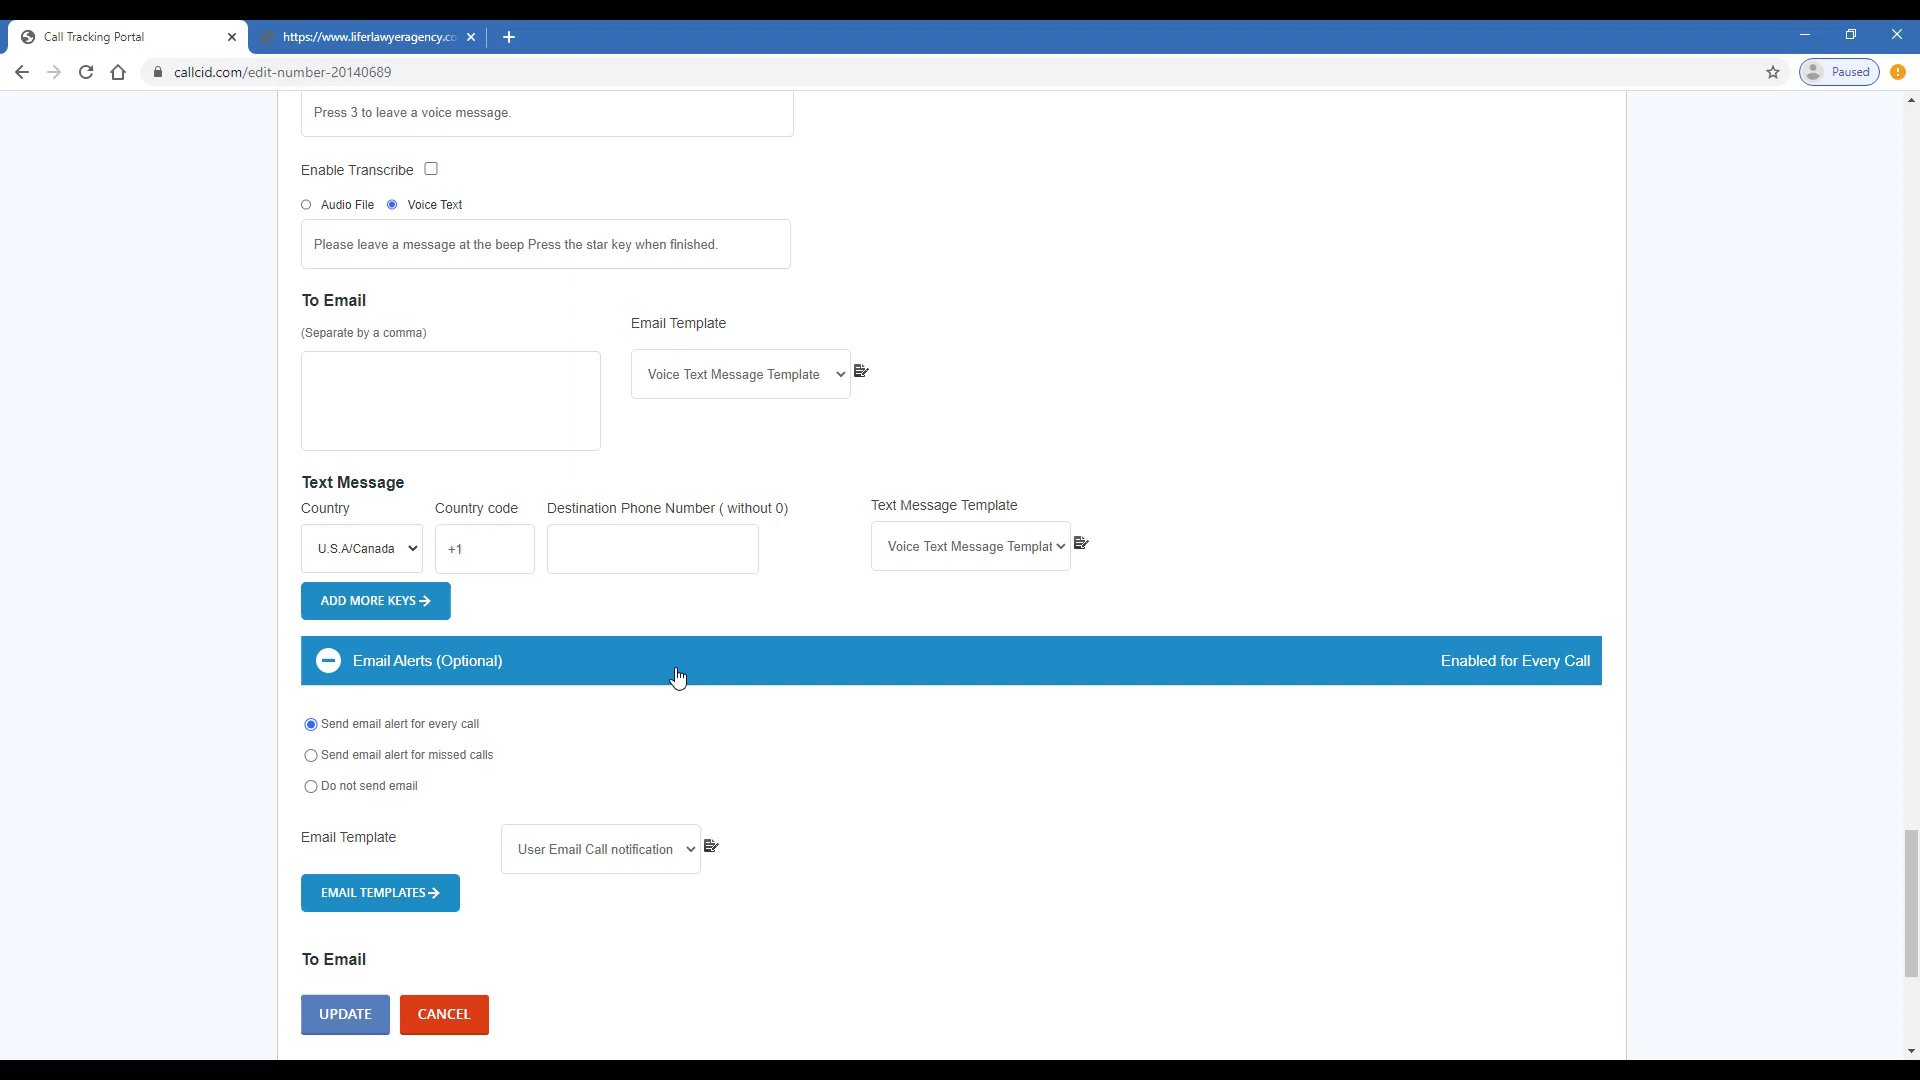 Call Tracking Portal
https://www.liferlawyeragency.cc
callcid.com/edit-number-20140689
Paused
Press 3 to leave a voice message.
Enable Transcribe
Audio File Voice Text
Please leave a message at the beep Press the star key when finished.
To Email
(Separate by a comma)
Email Template
Voice Text Message Template
Text Message
Country Country code Destination Phone Number ( without 0) Text Message Template
U.S.A/Canada +1 Voice Text Message Templat
ADD MORE KEYS
Email Alerts (Optional) Enabled for Every Call
Send email alert for every call
Send email alert for missed calls
Do not send email
Email Template User Email Call notification
EMAIL TEMPLATES
To Email
UPDATE CANCEL